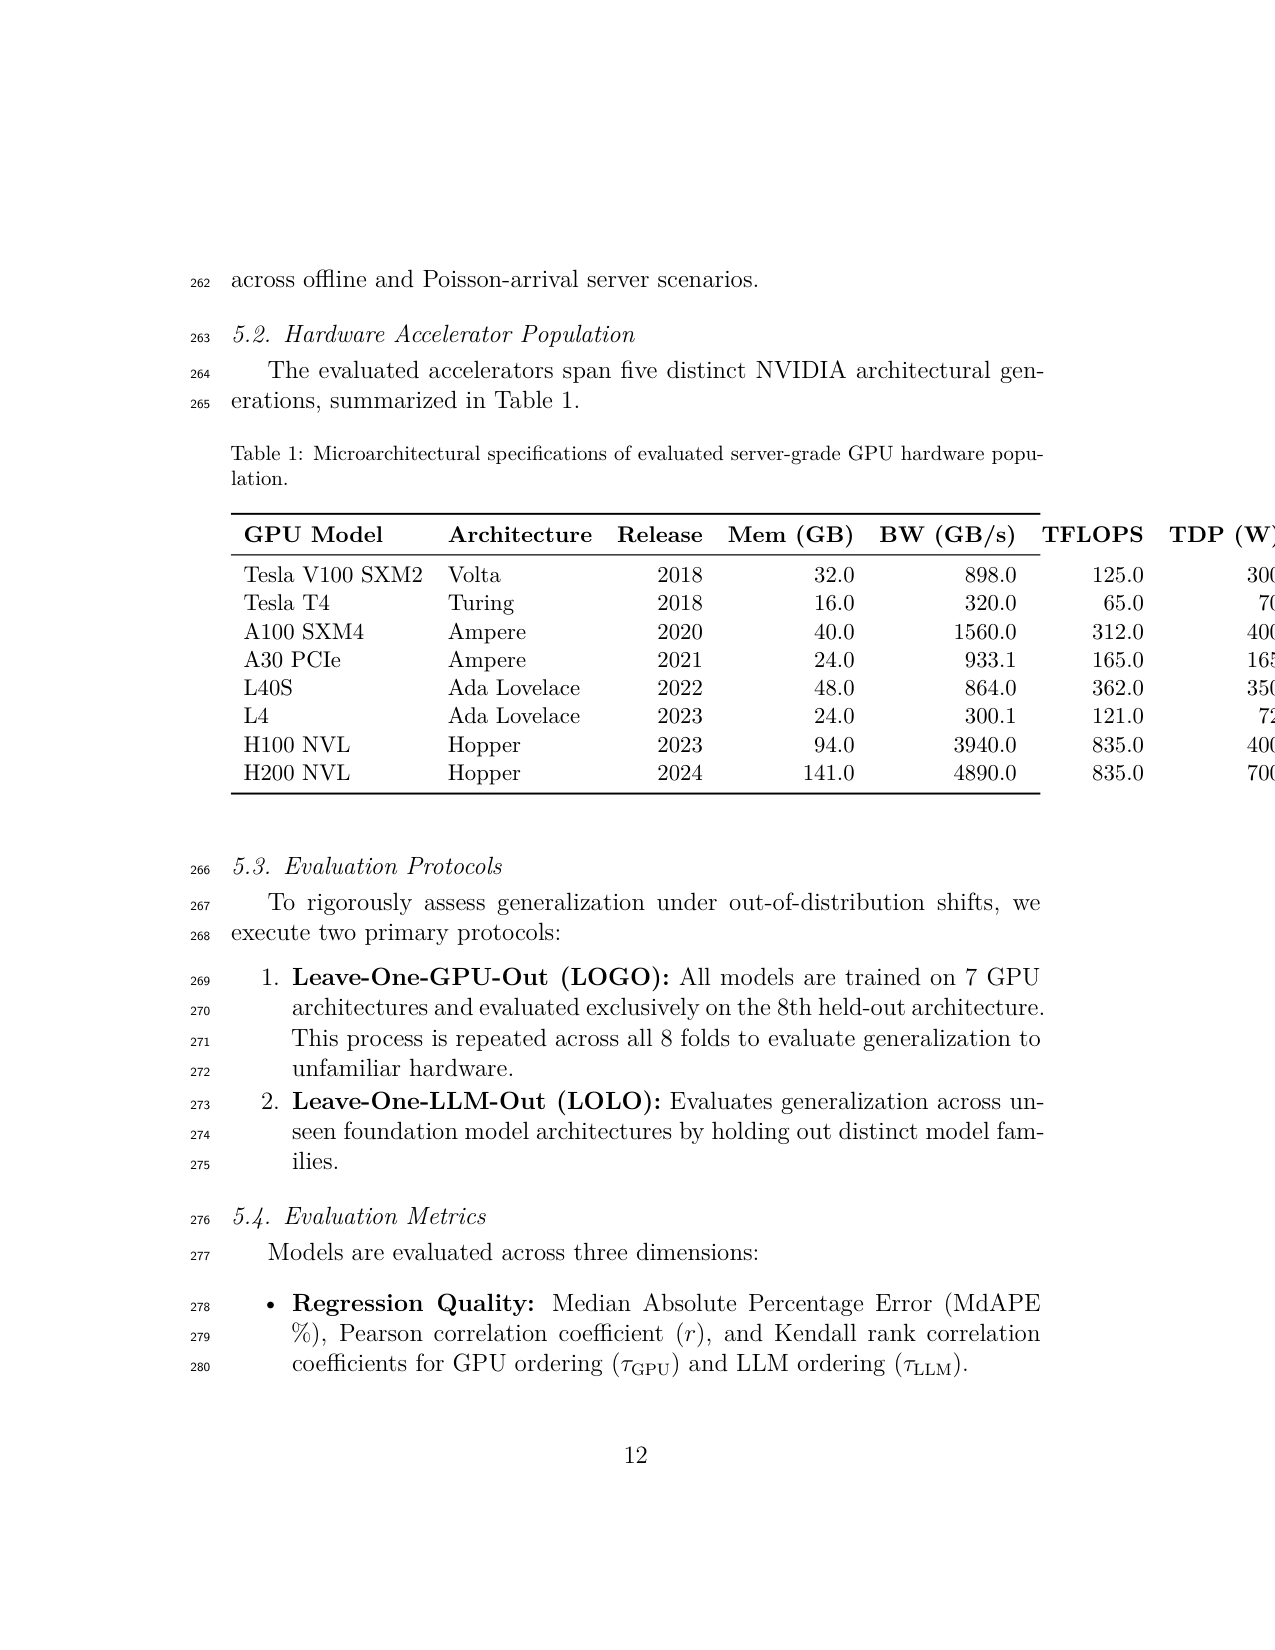 262 across offline and Poisson-arrival server scenarios.
263 5.2. Hardware Accelerator Population
264 The evaluated accelerators span five distinct NVIDIA architectural gen-
265 erations, summarized in Table 1.
Table 1: Microarchitectural specifications of evaluated server-grade GPU hardware popu-
lation.
GPU Model Architecture Release Mem (GB) BW (GB/s) TFLOPS TDP (W)
Tesla V100 SXM2 Volta 2018 32.0 898.0 125.0 300
Tesla T4 Turing 2018 16.0 320.0 65.0 70
A100 SXM4 Ampere 2020 40.0 1560.0 312.0 400
A30 PCIe Ampere 2021 24.0 933.1 165.0 165
L40S Ada Lovelace 2022 48.0 864.0 362.0 350
L4 Ada Lovelace 2023 24.0 300.1 121.0 72
H100 NVL Hopper 2023 94.0 3940.0 835.0 400
H200 NVL Hopper 2024 141.0 4890.0 835.0 700
266 5.3. Evaluation Protocols
267 To rigorously assess generalization under out-of-distribution shifts, we
268 execute two primary protocols:
269 1. Leave-One-GPU-Out (LOGO): All models are trained on 7 GPU
270 architectures and evaluated exclusively on the 8th held-out architecture.
271 This process is repeated across all 8 folds to evaluate generalization to
272 unfamiliar hardware.
273 2. Leave-One-LLM-Out (LOLO): Evaluates generalization across un-
274 seen foundation model architectures by holding out distinct model fam-
275 ilies.
276 5.4. Evaluation Metrics
277 Models are evaluated across three dimensions:
278 • Regression Quality: Median Absolute Percentage Error (MdAPE
279 %), Pearson correlation coefficient (r), and Kendall rank correlation
280 coefficients for GPU ordering (τGPU) and LLM ordering (τLLM).
12